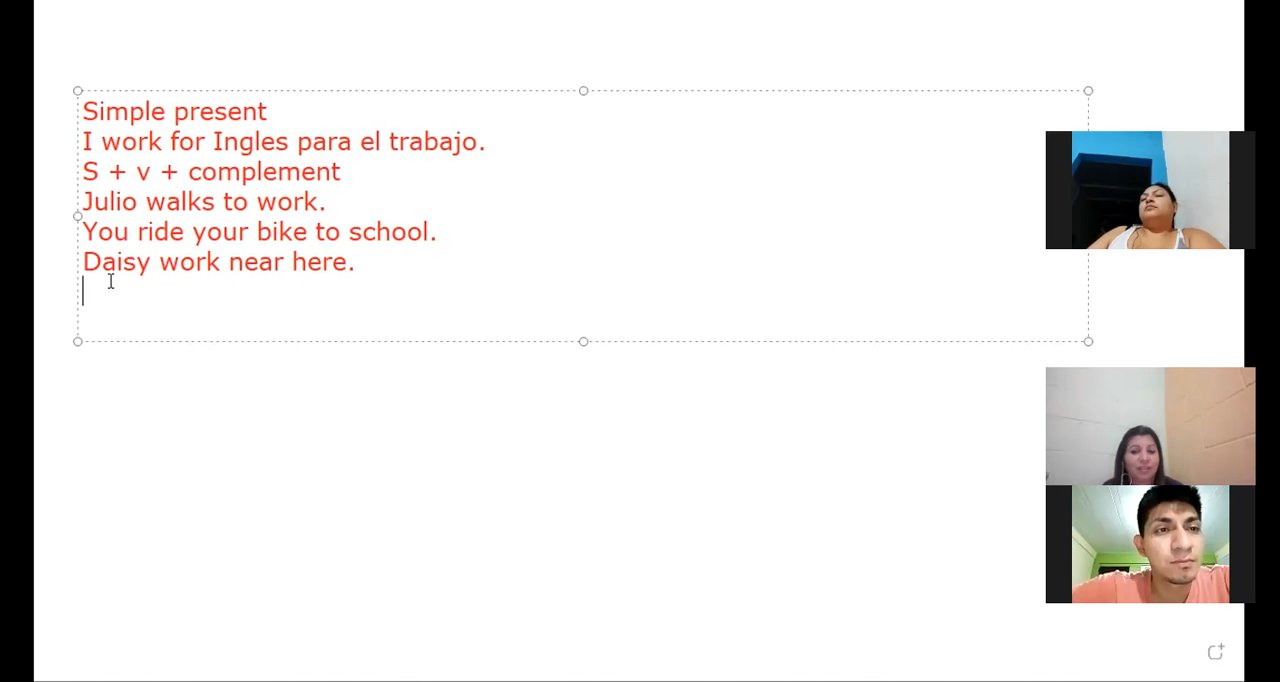 Simple present
I work for Ingles para el trabajo.
S + v + complement
Julio walks to work.
You ride your bike to school.
Daisy work near here.